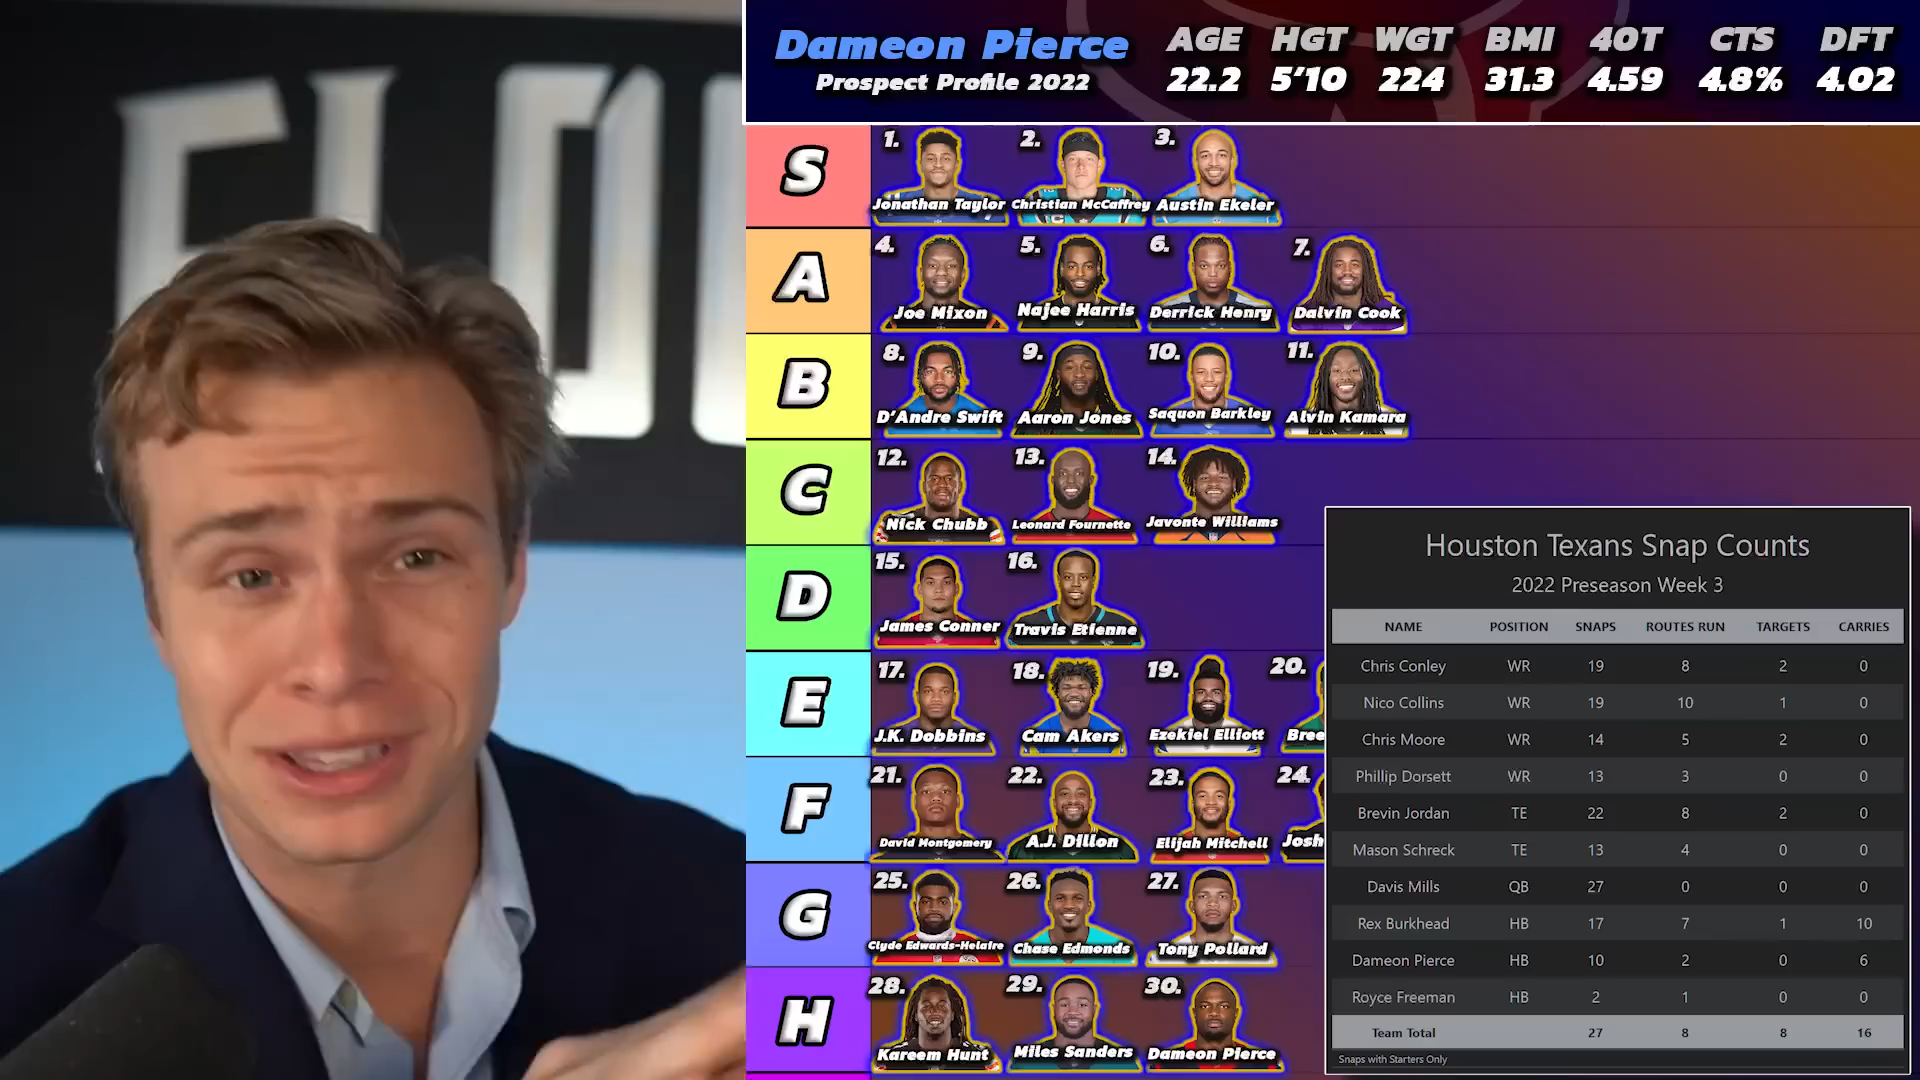 Dameon Pierce
Prospect Profile 2022
AGE HGT WGT BMI 40T CTS DFT
22.2 5'10 224 31.3 4.59 4.8% 4.02
S
1. 2. 3.
Jonathan Taylor Christian McCaffrey Austin Ekeler
A
4. 5. 6. 7.
Joe Mixon Najee Harris Derrick Henry Dalvin Cook
B
8. 9. 10. 11.
D'Andre Swift Aaron Jones Saquon Barkley Alvin Kamara
C
12. 13. 14.
Nick Chubb Leonard Fournette Javonte Williams
D
15. 16.
James Conner Travis Etienne
E
17. 18. 19. 20.
J.K. Dobbins Cam Akers Ezekiel Elliott Bree
F
21. 22. 23. 24.
David Montgomery A.J. Dillon Elijah Mitchell Josh
G
25. 26. 27.
Clyde Edwards-Helaire Chase Edmonds Tony Pollard
H
28. 29. 30.
Kareem Hunt Miles Sanders Dameon Pierce
Houston Texans Snap Counts
2022 Preseason Week 3
NAME POSITION SNAPS ROUTES RUN TARGETS CARRIES
Chris Conley WR 19 8 2 0
Nico Collins WR 19 10 1 0
Chris Moore WR 14 5 2 0
Phillip Dorsett WR 13 3 0 0
Brevin Jordan TE 22 8 2 0
Mason Schreck TE 13 4 0 0
Davis Mills QB 27 0 0 0
Rex Burkhead HB 17 7 1 10
Dameon Pierce HB 10 2 0 6
Royce Freeman HB 2 1 0 0
Team Total 27 8 8 16
Snaps with Starters Only